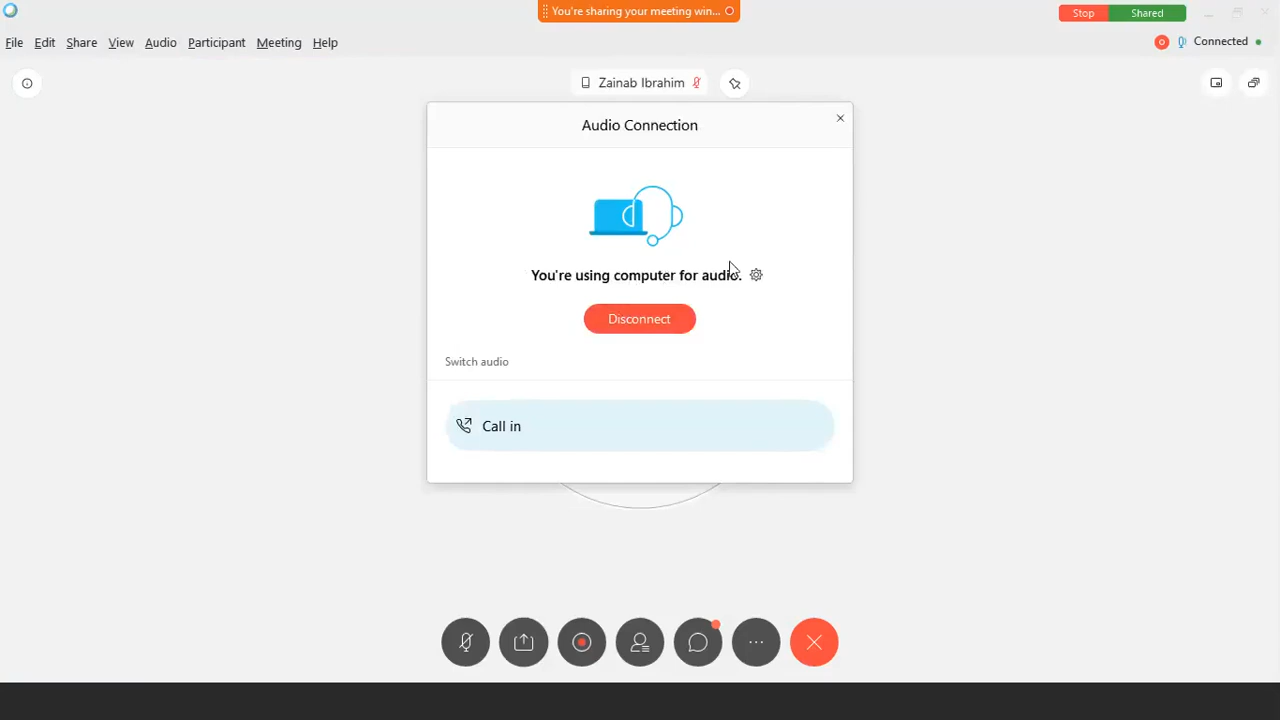 You're sharing your meeting win...
Stop Shared
File Edit Share View Audio Participant Meeting Help
Connected
Zainab Ibrahim
Audio Connection
You're using computer for audio.
Disconnect
Switch audio
Call in